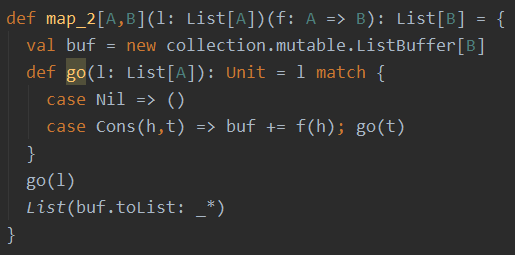 def map_2[A,B](l: List[A])(f: A => B): List[B] = {
  val buf = new collection.mutable.ListBuffer[B]
  def go(l: List[A]): Unit = l match {
    case Nil => ()
    case Cons(h,t) => buf += f(h); go(t)
  }
  go(l)
  List(buf.toList: _*)
}